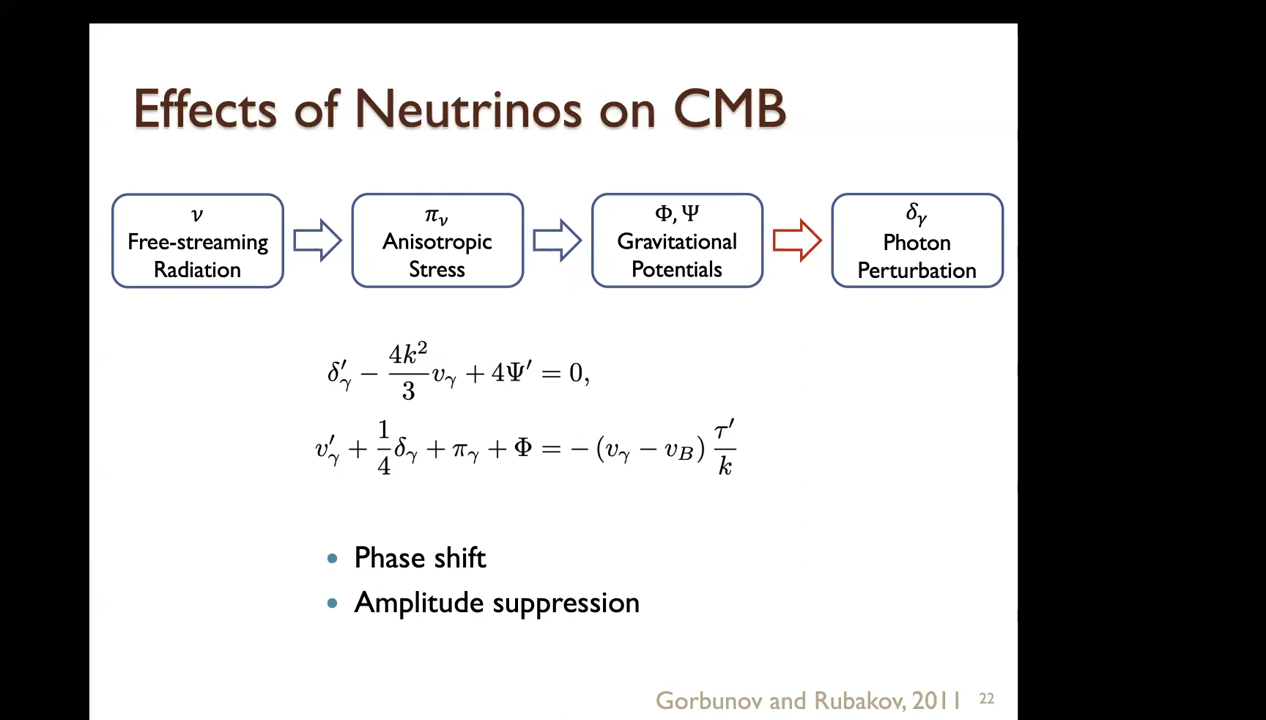 Effects of Neutrinos on CMB
ν
Free-streaming
Radiation
π_ν
Anisotropic
Stress
Φ, Ψ
Gravitational
Potentials
δ_γ
Photon
Perturbation
δ′_γ − 4k²/3 v_γ + 4Ψ′ = 0,
v′_γ + 1/4 δ_γ + π_γ + Φ = − (v_γ − v_B) τ′/k
• Phase shift
• Amplitude suppression
Gorbunov and Rubakov, 2011 22